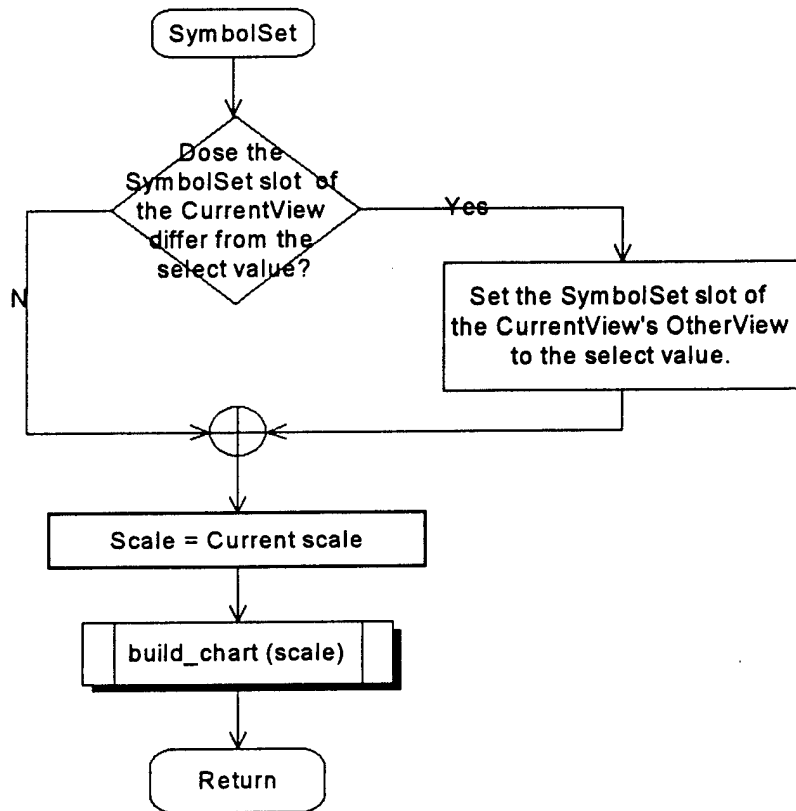 SymbolSet
Dose the
SymbolSet slot of
the CurrentView
differ from the
select value?
Yes
N
Set the SymbolSet slot of
the CurrentView's OtherView
to the select value.
Scale = Current scale
build_chart (scale)
Return